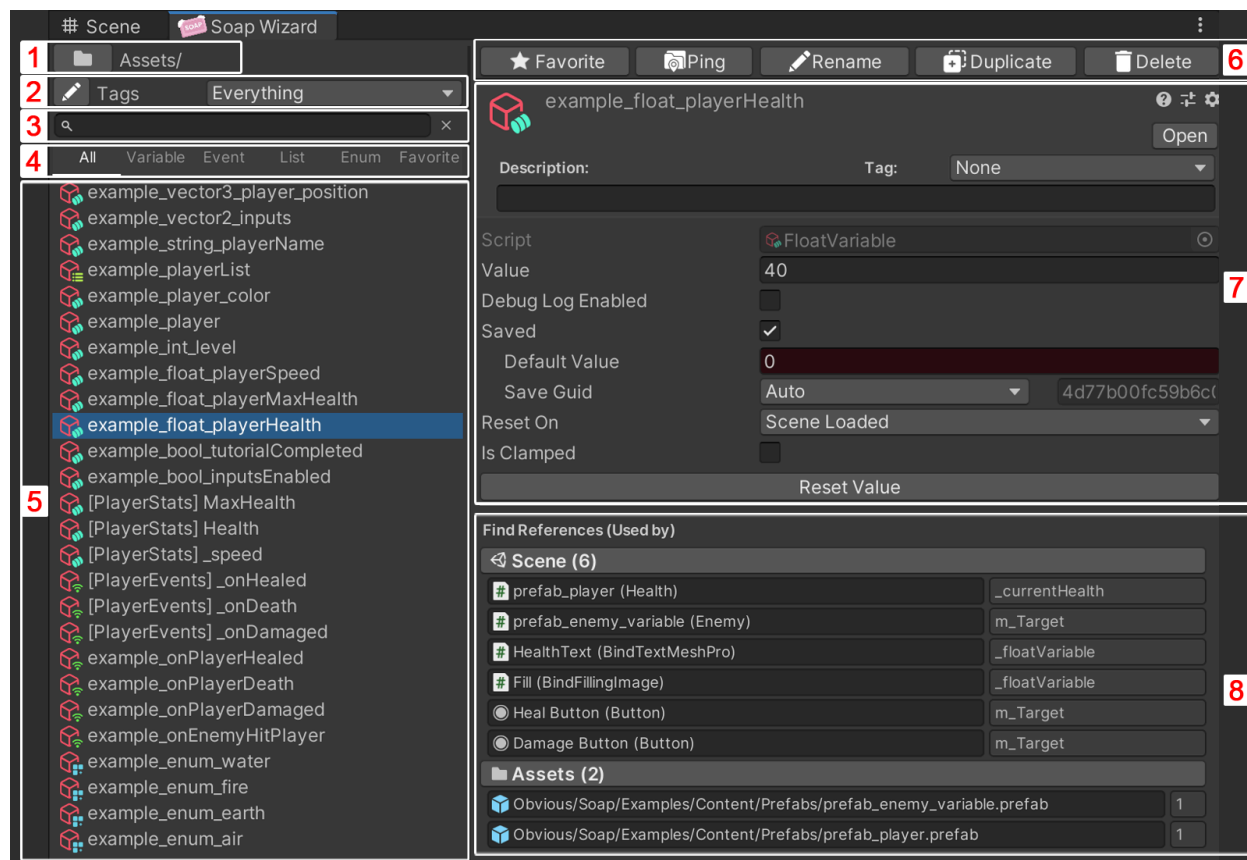 Scene
SOAP
Soap Wizard
1
Assets/
2
Tags
Everything
3
4
All Variable Event List Enum Favorite
5
example_vector3_player_position
example_vector2_inputs
example_string_playerName
example_playerList
example_player_color
example_player
example_int_level
example_float_playerSpeed
example_float_playerMaxHealth
example_float_playerHealth
example_bool_tutorialCompleted
example_bool_inputsEnabled
[PlayerStats] MaxHealth
[PlayerStats] Health
[PlayerStats] _speed
[PlayerEvents] _onHealed
[PlayerEvents] _onDeath
[PlayerEvents] _onDamaged
example_onPlayerHealed
example_onPlayerDeath
example_onPlayerDamaged
example_onEnemyHitPlayer
example_enum_water
example_enum_fire
example_enum_earth
example_enum_air
Favorite Ping Rename Duplicate Delete
6
example_float_playerHealth
Open
Description:
Tag:
None
Script
FloatVariable
Value
40
7
Debug Log Enabled
Saved
Default Value
0
Save Guid
Auto
4d77b00fc59b6c
Reset On
Scene Loaded
Is Clamped
Reset Value
Find References (Used by)
Scene (6)
prefab_player (Health)
_currentHealth
prefab_enemy_variable (Enemy)
m_Target
HealthText (BindTextMeshPro)
_floatVariable
Fill (BindFillingImage)
_floatVariable
8
Heal Button (Button)
m_Target
Damage Button (Button)
m_Target
Assets (2)
Obvious/Soap/Examples/Content/Prefabs/prefab_enemy_variable.prefab
1
Obvious/Soap/Examples/Content/Prefabs/prefab_player.prefab
1